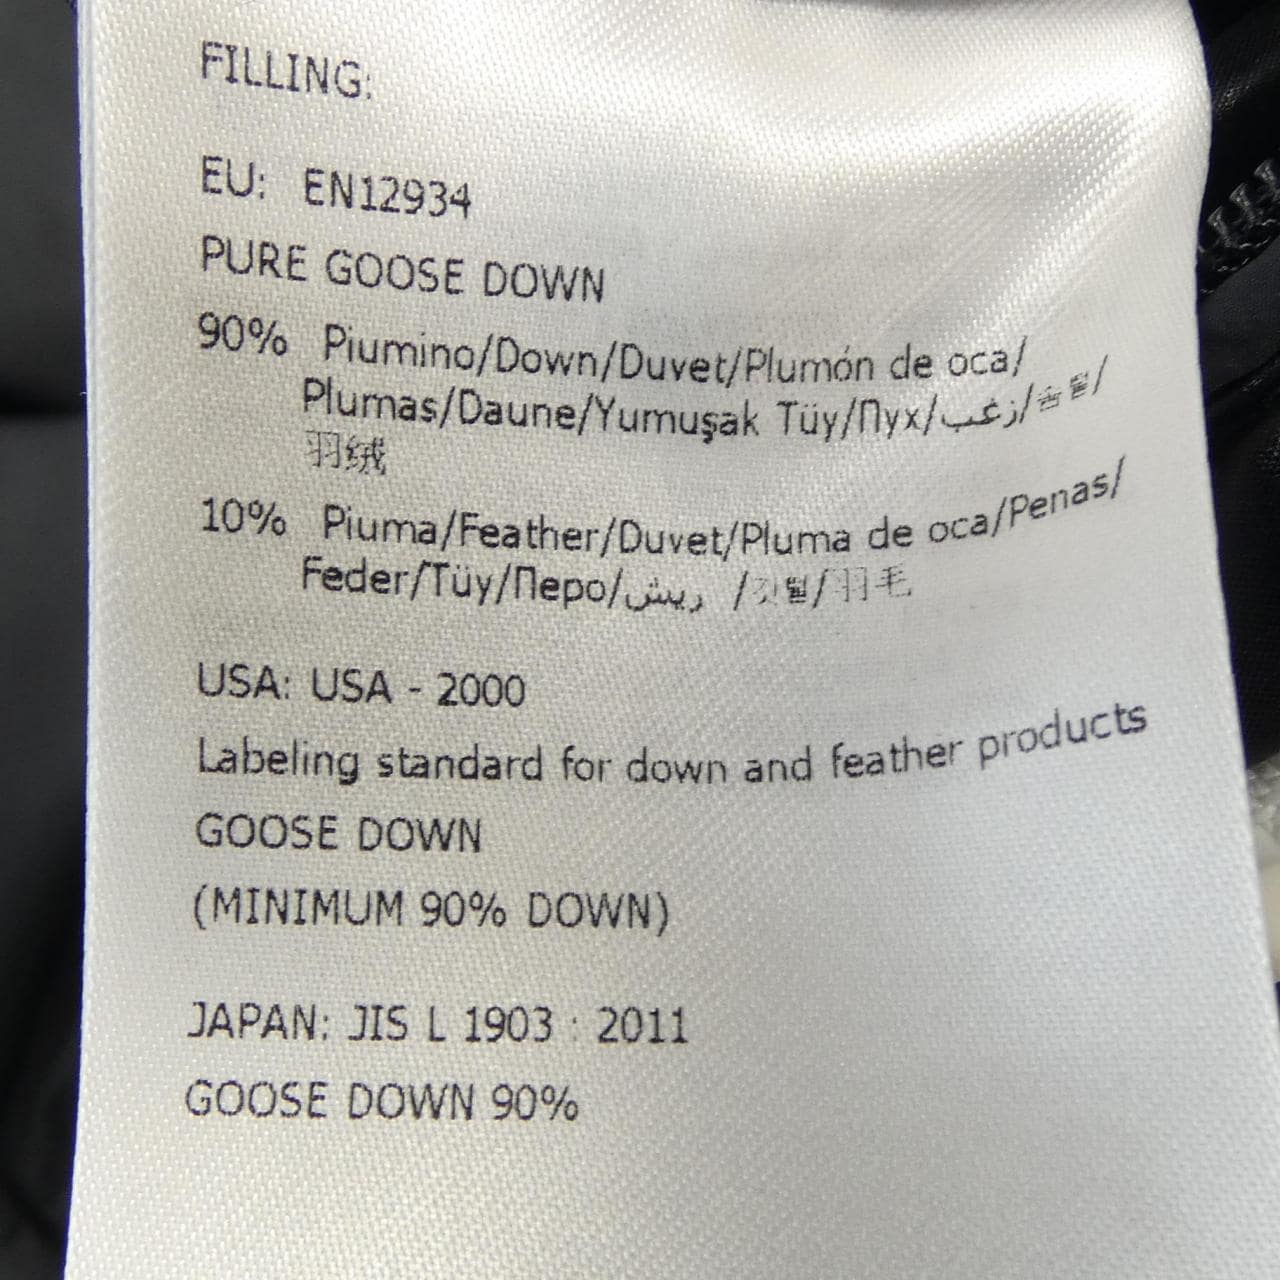 FILLING:
EU: EN12934
PURE GOOSE DOWN
90% Piumino/Down/Duvet/Plumón de oca/
Plumas/Daune/Yumuşak Tüy/Пух/زغب/솜털/
羽绒
10% Piuma/Feather/Duvet/Pluma de oca/Penas/
Feder/Tüy/Перо/ريش /깃털/羽毛
USA: USA - 2000
Labeling standard for down and feather products
GOOSE DOWN
(MINIMUM 90% DOWN)
JAPAN: JIS L 1903 : 2011
GOOSE DOWN 90%